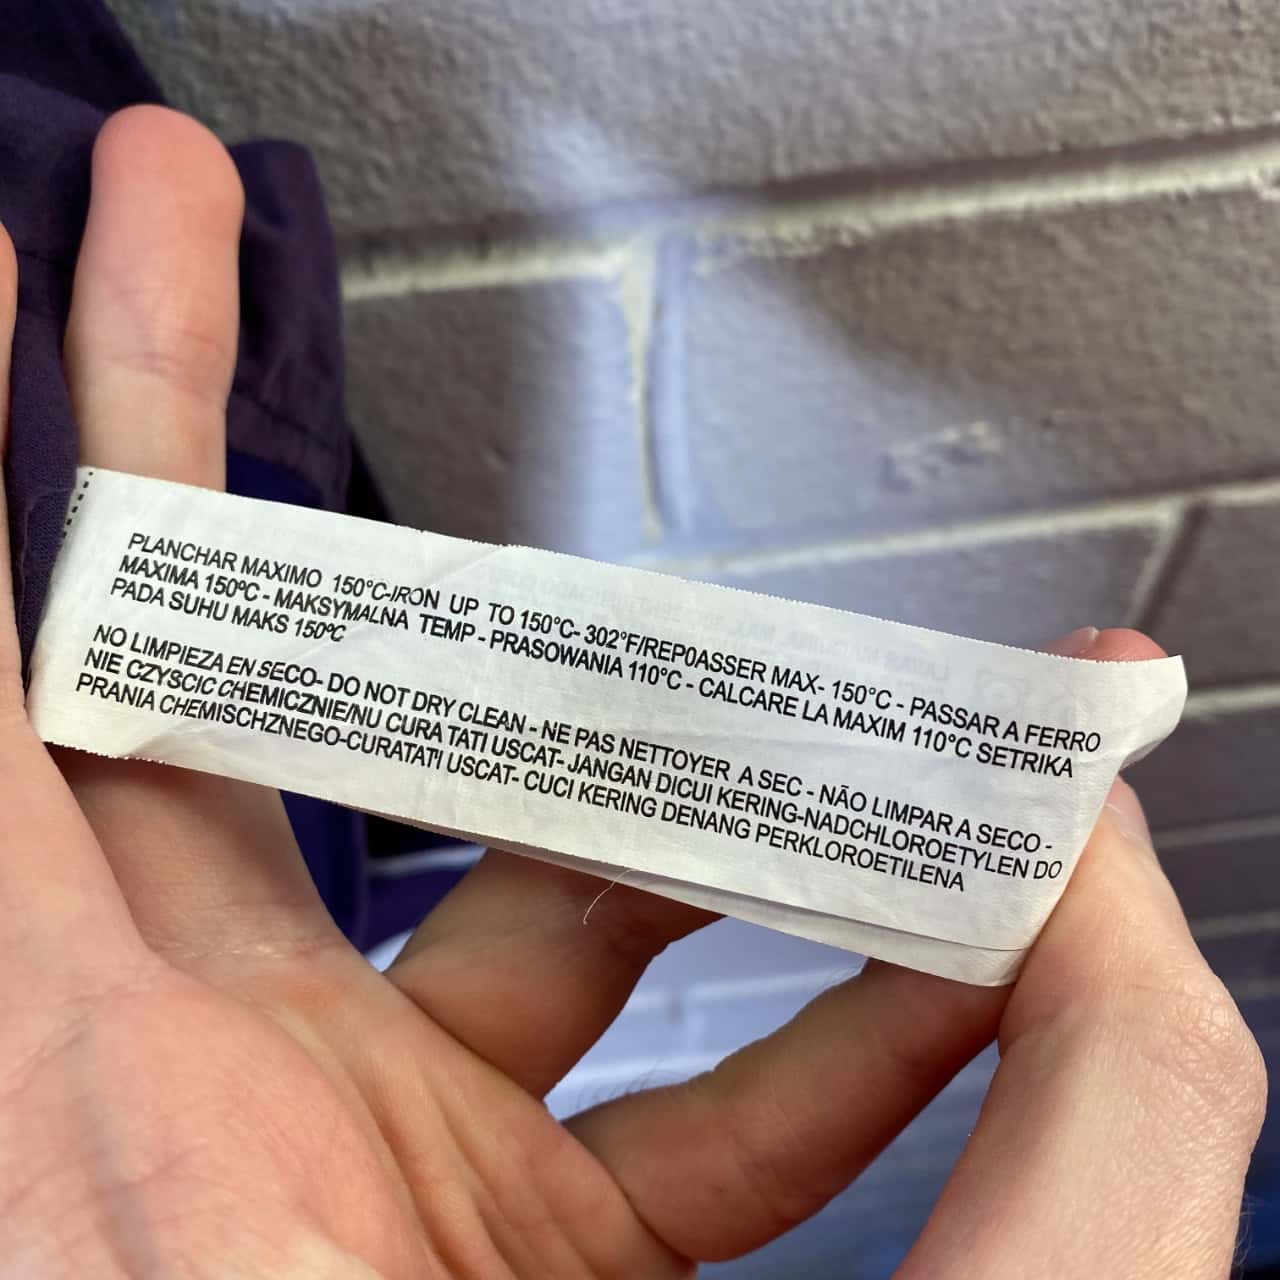 PLANCHAR MAXIMO 150°C-IRON UP TO 150°C- 302°F/REPOASSER MAX- 150°C - PASSAR A FERRO
MAXIMA 150ºC - MAKSYMALNA TEMP - PRASOWANIA 110°C - CALCARE LA MAXIM 110°C SETRIKA
PADA SUHU MAKS 150ºC
NO LIMPIEZA EN SECO- DO NOT DRY CLEAN - NE PAS NETTOYER A SEC - NÃO LIMPAR A SECO -
NIE CZYSCIC CHEMICZNIE/NU CURA TATI USCAT- JANGAN DICUI KERING-NADCHLOROETYLEN DO
PRANIA CHEMISCHZNEGO-CURATATI USCAT- CUCI KERING DENANG PERKLOROETILENA